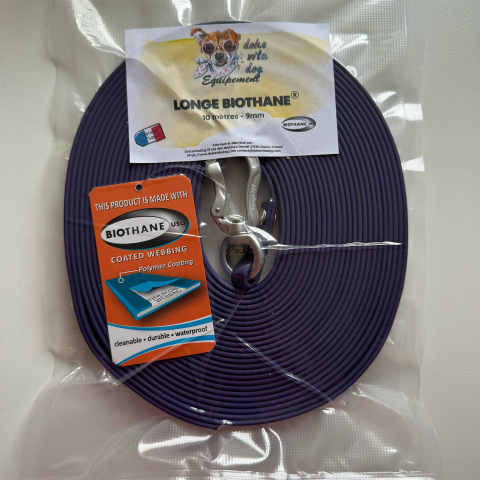 dolce
vita
dog
Equipement
LONGE BIOTHANE®
10 mètres - 9mm
BIOTHANE
THIS PRODUCT IS MADE WITH
BIOTHANE USA
COATED WEBBING
Polymer Coating
cleanable • durable • waterproof